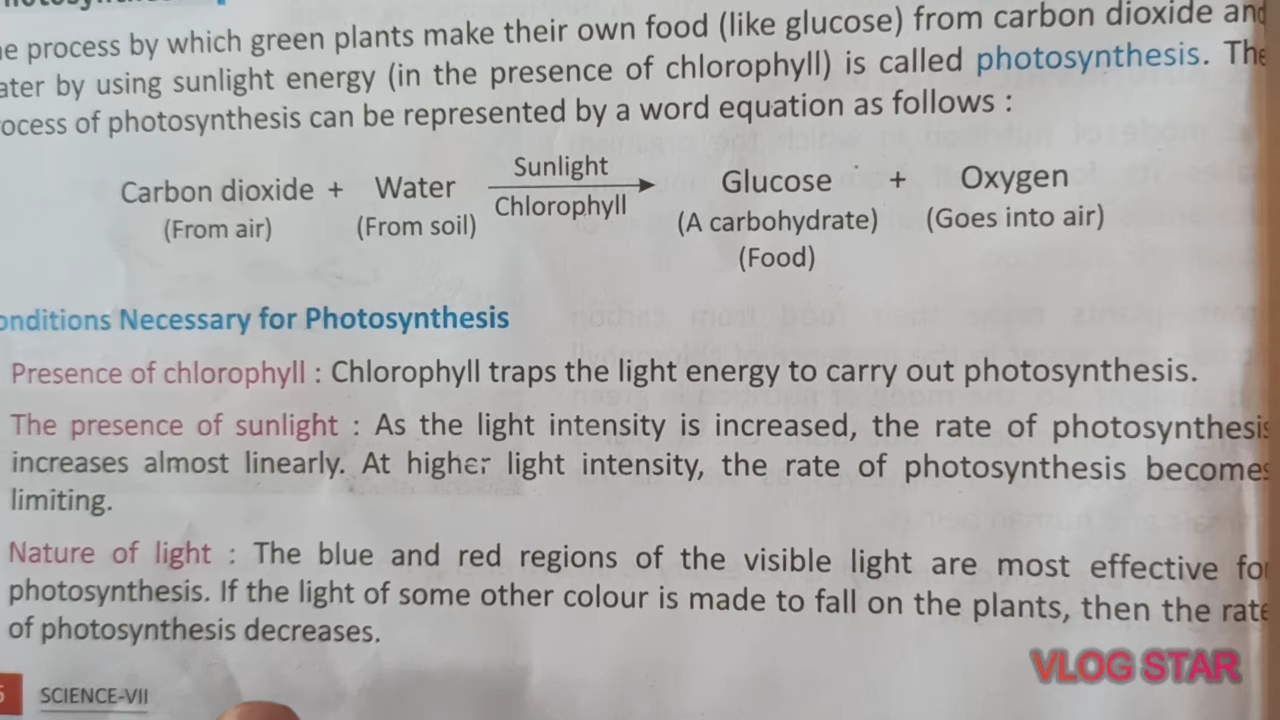 process by which green plants make their own food (like glucose) from carbon dioxide and
by using sunlight energy (in the presence of chlorophyll) is called photosynthesis. The
of photosynthesis can be represented by a word equation as follows :
Carbon dioxide + Water Sunlight Chlorophyll Glucose + Oxygen
(From air) (From soil) (A carbohydrate) (Goes into air)
(Food)
Conditions Necessary for Photosynthesis
Presence of chlorophyll : Chlorophyll traps the light energy to carry out photosynthesis.
The presence of sunlight : As the light intensity is increased, the rate of photosynthesis
increases almost linearly. At higher light intensity, the rate of photosynthesis becomes
limiting.
Nature of light : The blue and red regions of the visible light are most effective for
photosynthesis. If the light of some other colour is made to fall on the plants, then the rate
of photosynthesis decreases.
SCIENCE-VII
VLOG STAR